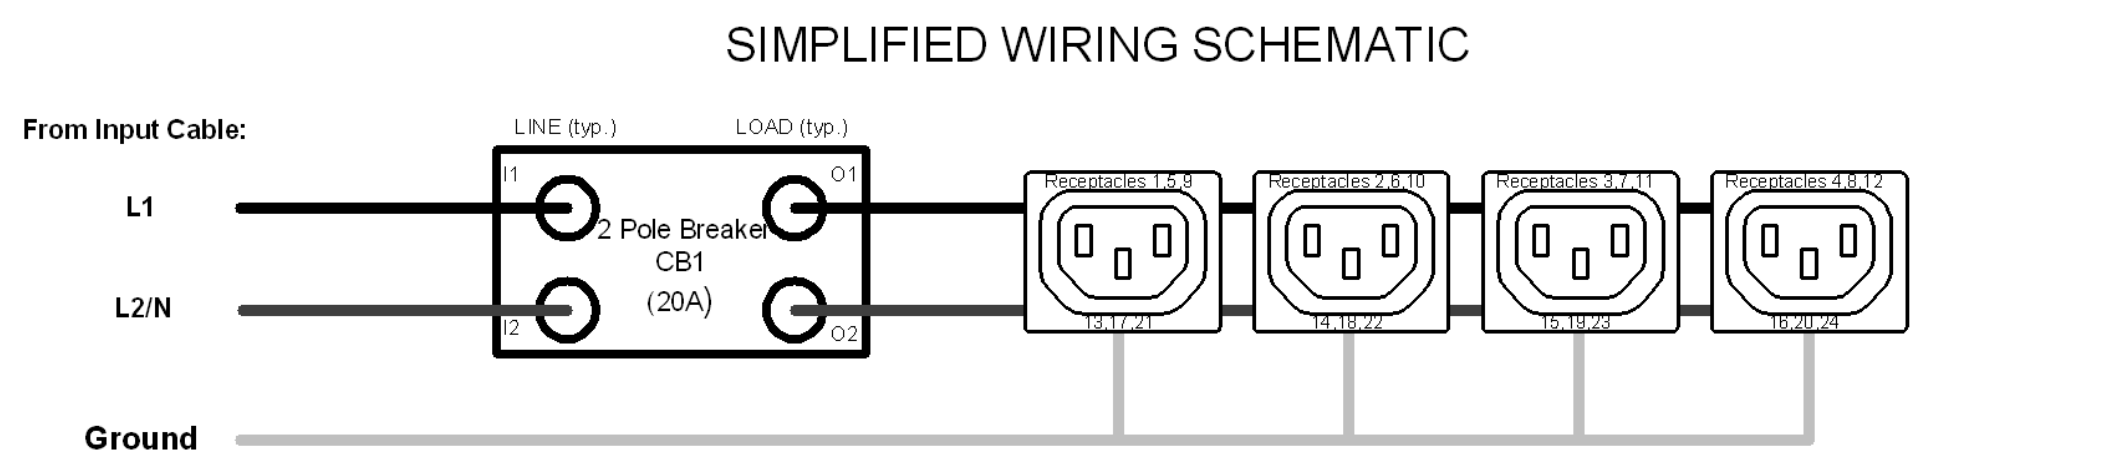 SIMPLIFIED WIRING SCHEMATIC
From Input Cable:
LINE (typ.)
LOAD (typ.)
I1
O1
L1
2 Pole Breaker
CB1
(20A)
L2/N
I2
O2
Receptacles 1,5,9
13,17,21
Receptacles 2,6,10
14,18,22
Receptacles 3,7,11
15,19,23
Receptacles 4,8,12
16,20,24
Ground